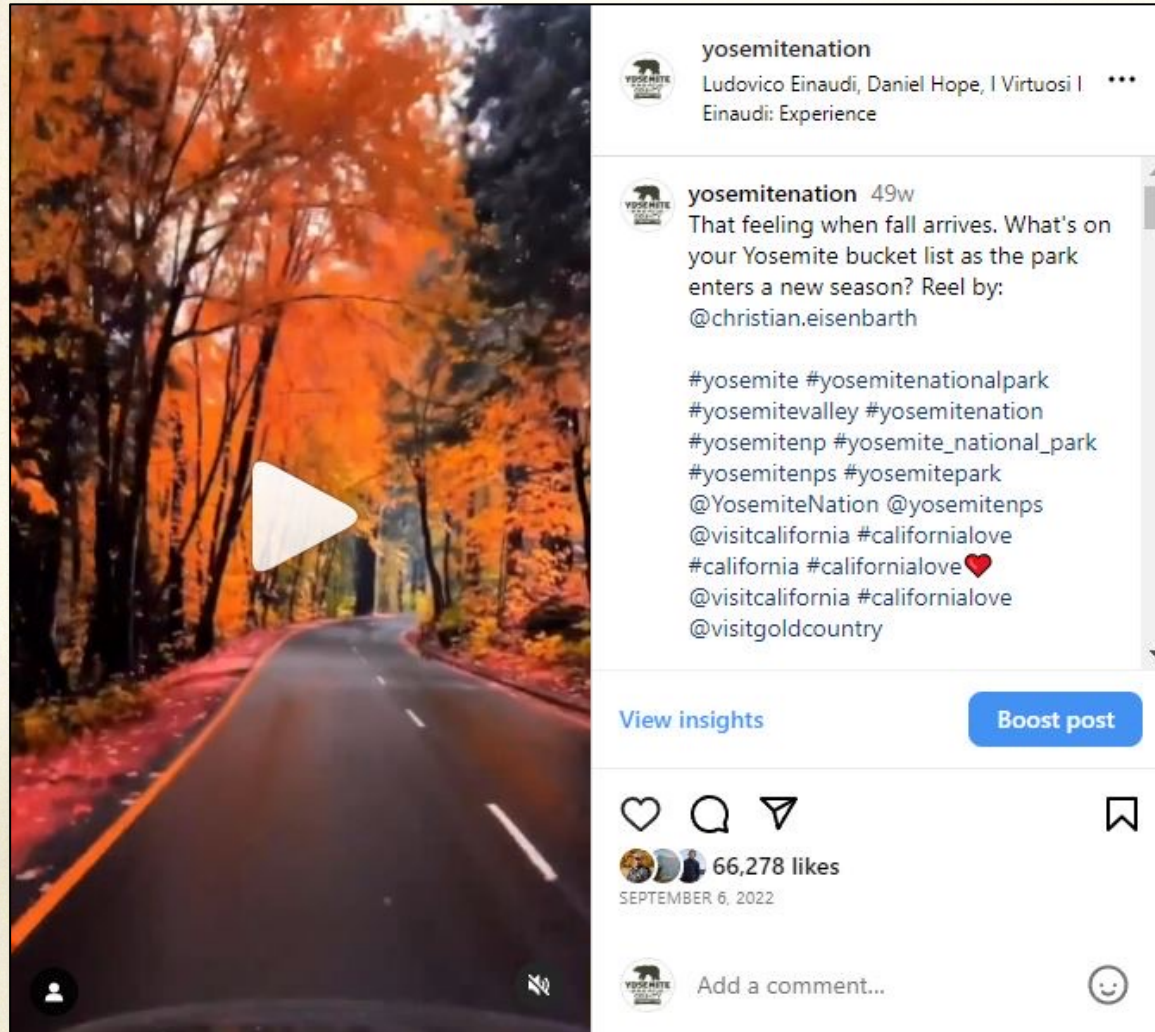 yosemitenation
Ludovico Einaudi, Daniel Hope, I Virtuosi I
Einaudi: Experience
yosemitenation 49w
That feeling when fall arrives. What's on
your Yosemite bucket list as the park
enters a new season? Reel by:
@christian.eisenbarth
#yosemite #yosemitenationalpark
#yosemitevalley #yosemitenation
#yosemitenp #yosemite_national_park
#yosemitenps #yosemitepark
@YosemiteNation @yosemitenps
@visitcalifornia #californialove
#california #californialove❤️
@visitcalifornia #californialove
@visitgoldcountry
View insights
Boost post
66,278 likes
SEPTEMBER 6, 2022
YOSEMITE
Add a comment...